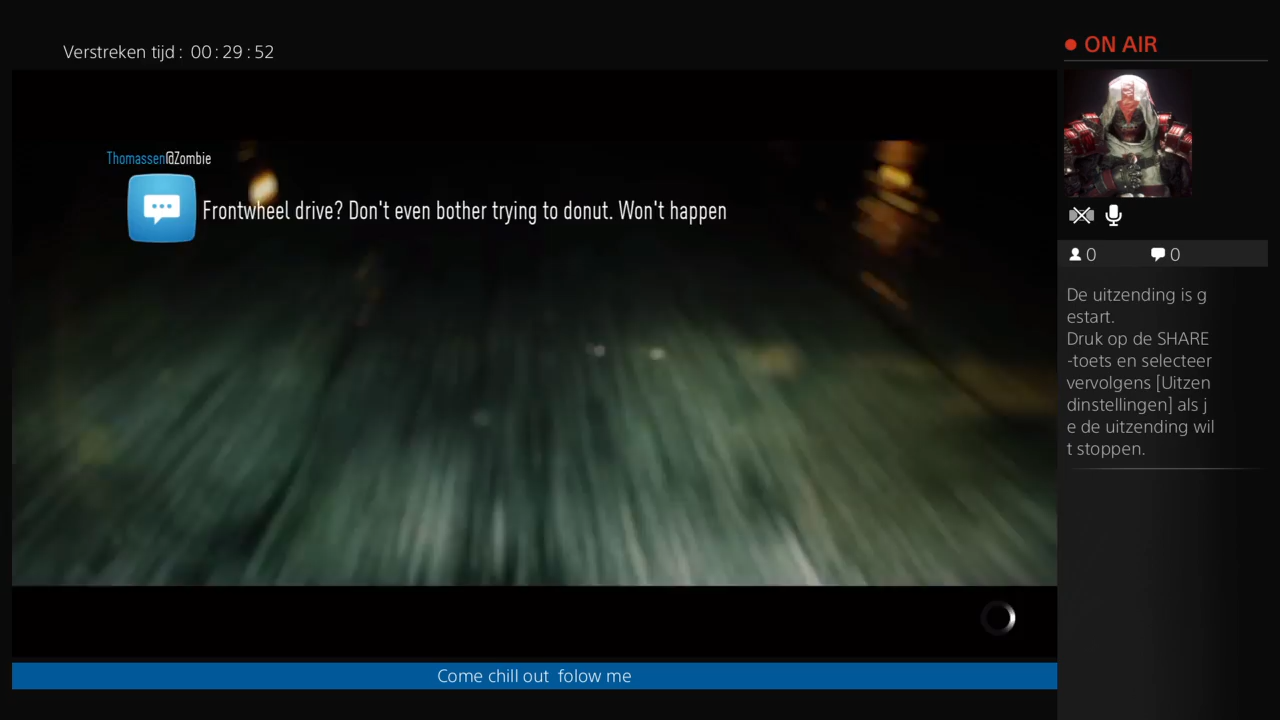 Verstreken tijd : 00 : 29 : 52
ON AIR
Thomassen@Zombie
Frontwheel drive? Don't even bother trying to donut. Won't happen
0 0
De uitzending is g
estart.
Druk op de SHARE
-toets en selecteer
vervolgens [Uitzen
dinstellingen] als j
e de uitzending wil
t stoppen.
Come chill out folow me